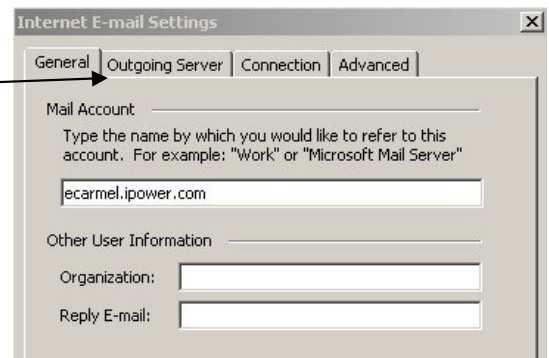 Internet E-mail Settings
General Outgoing Server Connection Advanced
Mail Account
Type the name by which you would like to refer to this
account. For example: "Work" or "Microsoft Mail Server"
ecarmel.ipower.com
Other User Information
Organization:
Reply E-mail: